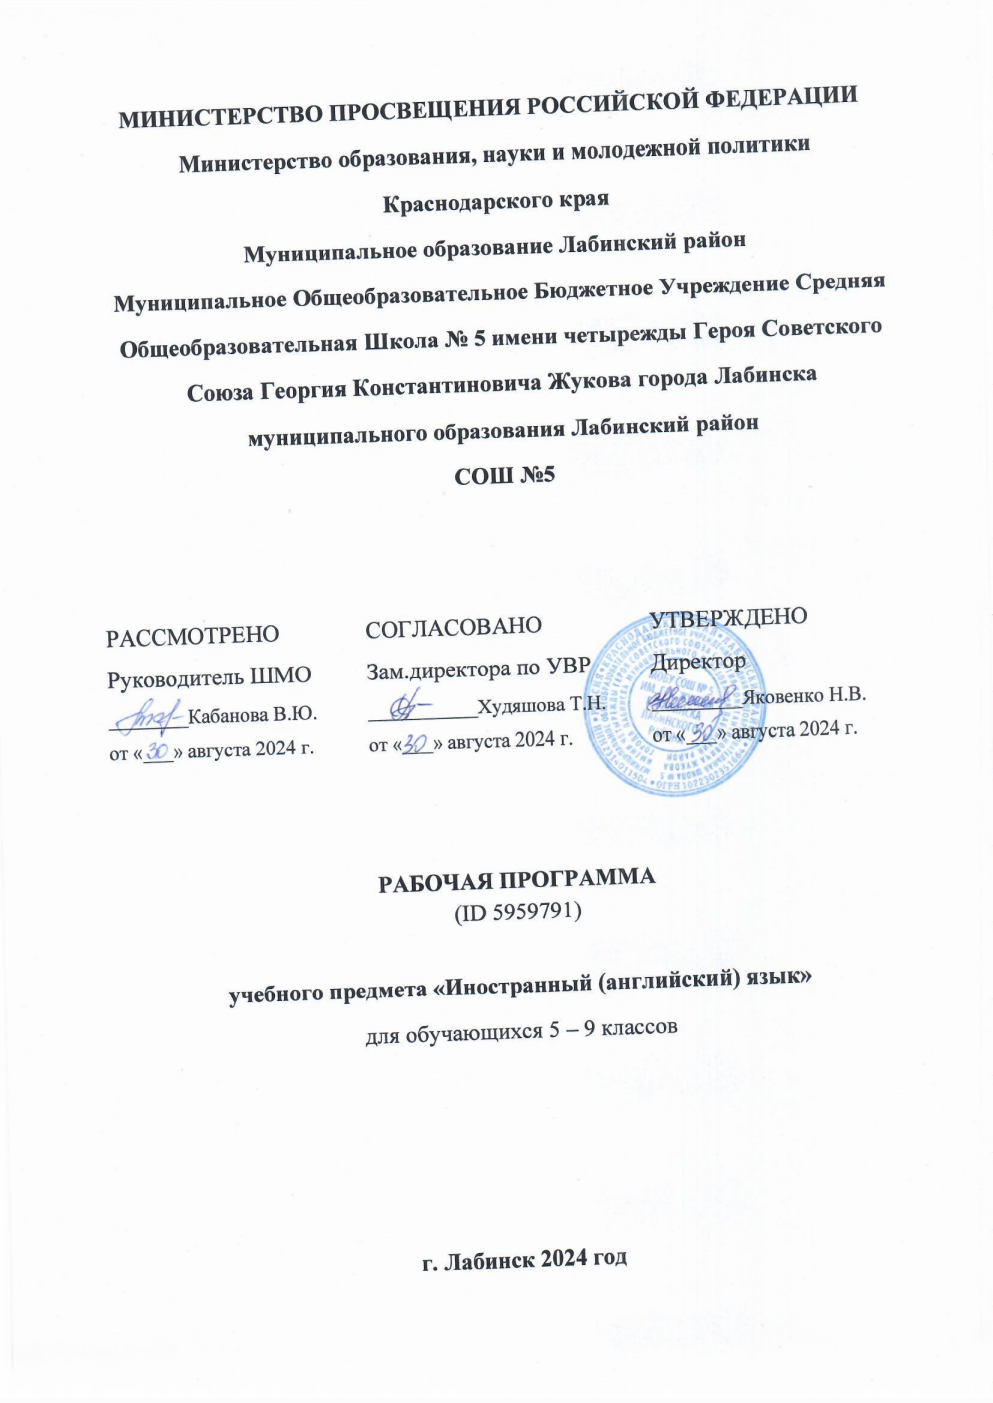 МИНИСТЕРСТВО ПРОСВЕЩЕНИЯ РОССИЙСКОЙ ФЕДЕРАЦИИ
Министерство образования, науки и молодежной политики
Краснодарского края
Муниципальное образование Лабинский район
Муниципальное Общеобразовательное Бюджетное Учреждение Средняя
Общеобразовательная Школа № 5 имени четырежды Героя Советского
Союза Георгия Константиновича Жукова города Лабинска
муниципального образования Лабинский район
СОШ №5
РАССМОТРЕНО
Руководитель ШМО
Кабанова В.Ю.
от «30» августа 2024 г.
СОГЛАСОВАНО
Зам.директора по УВР
Худяшова Т.Н.
от «30» августа 2024 г.
УТВЕРЖДЕНО
Директор
Яковенко Н.В.
от «30» августа 2024 г.
РАБОЧАЯ ПРОГРАММА
(ID 5959791)
учебного предмета «Иностранный (английский) язык»
для обучающихся 5 – 9 классов
г. Лабинск 2024 год